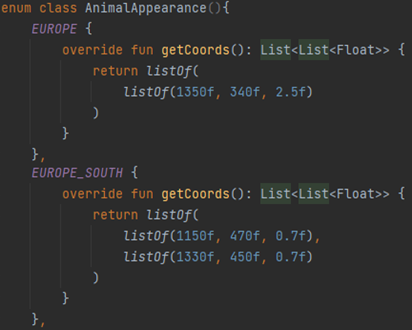 enum class AnimalAppearance(){
    EUROPE {
        override fun getCoords(): List<List<Float>> {
            return listOf(
                listOf(1350f, 340f, 2.5f)
            )
        }
    },
    EUROPE_SOUTH {
        override fun getCoords(): List<List<Float>> {
            return listOf(
                listOf(1150f, 470f, 0.7f),
                listOf(1330f, 450f, 0.7f)
            )
        }
    },